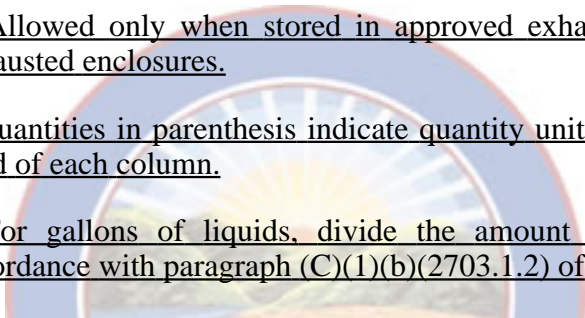 Allowed only when stored in approved exha
austed enclosures.
uantities in parenthesis indicate quantity unit
d of each column.
or gallons of liquids, divide the amount
ordance with paragraph (C)(1)(b)(2703.1.2) of